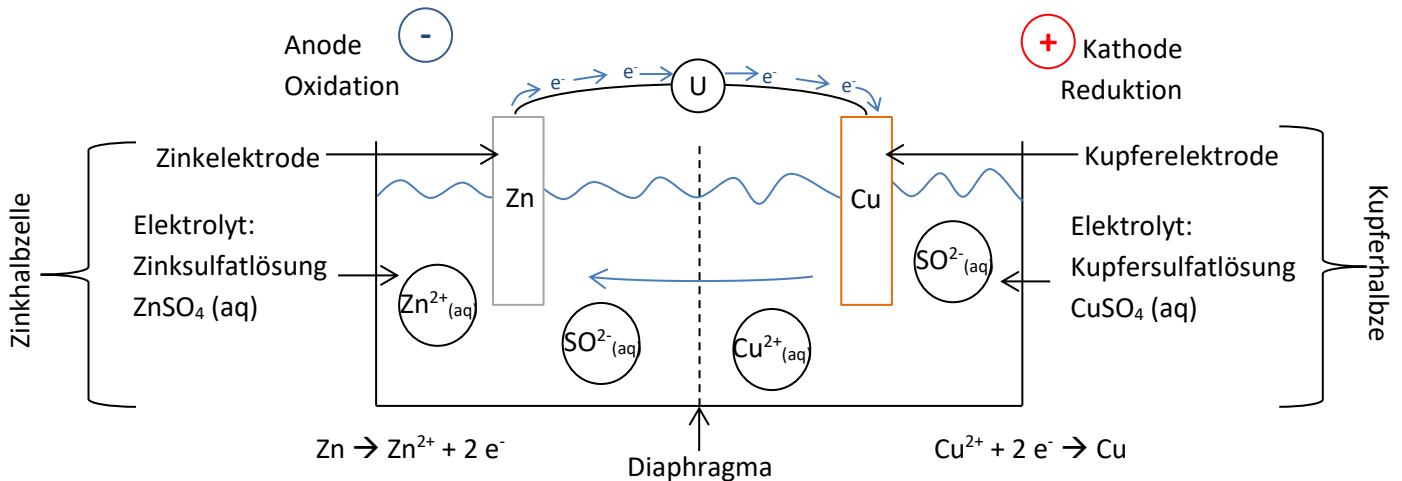 Anode
Oxidation
-
+
Kathode
Reduktion
e-
e-
U
e-
e-
Zinkelektrode
Kupferelektrode
Zn
Cu
Zinkhalbzelle
Elektrolyt:
Zinksulfatlösung
ZnSO₄ (aq)
Zn²⁺(aq)
SO²⁻(aq)
Cu²⁺(aq)
SO²⁻(aq)
Elektrolyt:
Kupfersulfatlösung
CuSO₄ (aq)
Kupferhalbze
Zn → Zn²⁺ + 2 e⁻
Diaphragma
Cu²⁺ + 2 e⁻ → Cu